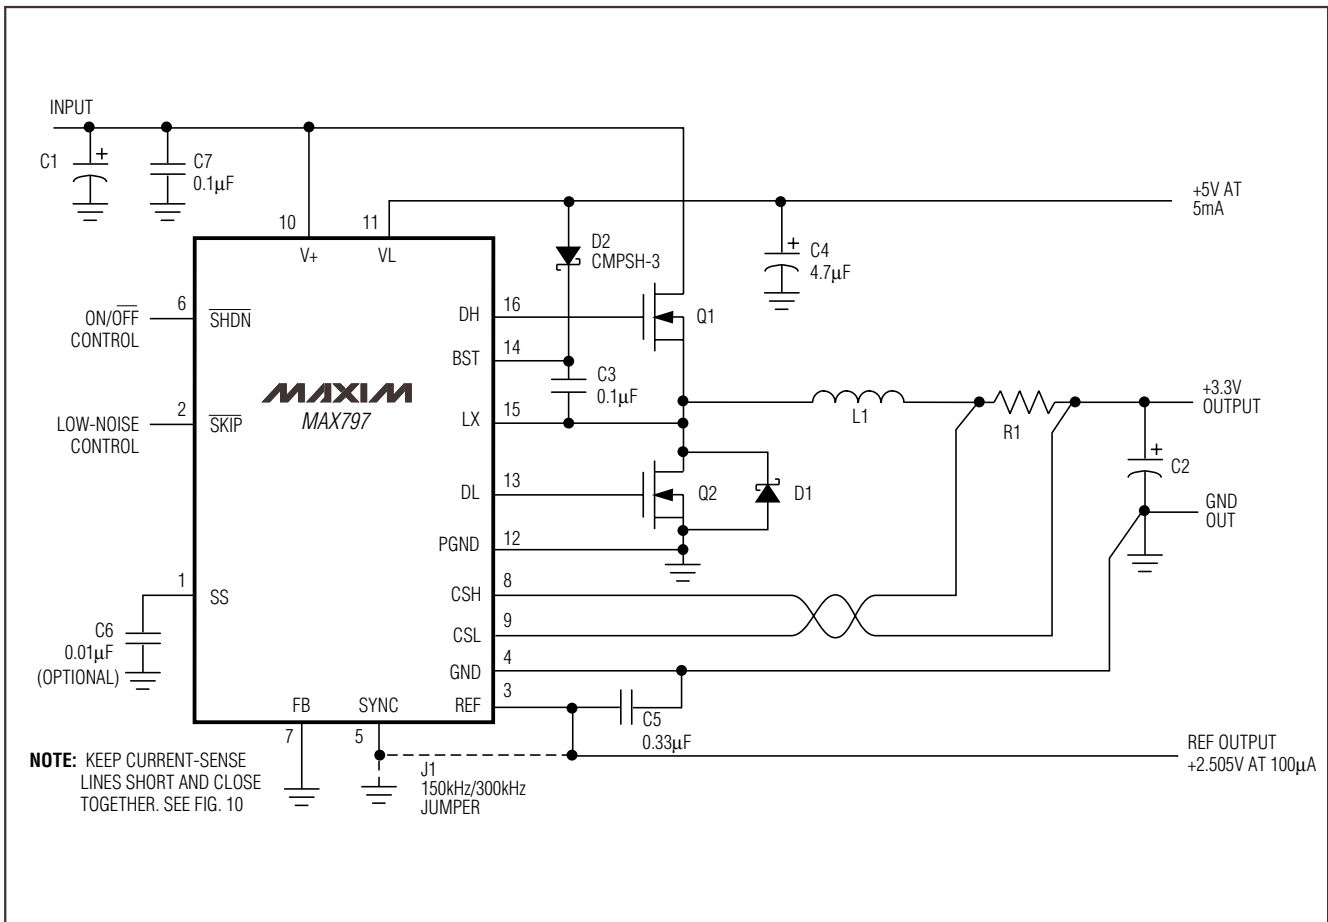 INPUT
C1
+
C7
0.1µF
10
11
V+
VL
+5V AT
5mA
D2
CMPSH-3
+
C4
4.7µF
6
ON/OFF
CONTROL
SHDN
DH
16
Q1
BST
14
C3
0.1µF
MAXIM
MAX797
2
LOW-NOISE
CONTROL
SKIP
LX
15
L1
R1
+3.3V
OUTPUT
+
C2
DL
13
Q2
D1
GND
OUT
PGND
12
1
SS
CSH
8
C6
0.01µF
(OPTIONAL)
CSL
9
GND
4
REF
3
FB
SYNC
7
5
C5
0.33µF
NOTE: KEEP CURRENT-SENSE
LINES SHORT AND CLOSE
TOGETHER. SEE FIG. 10
J1
150kHz/300kHz
JUMPER
REF OUTPUT
+2.505V AT 100µA